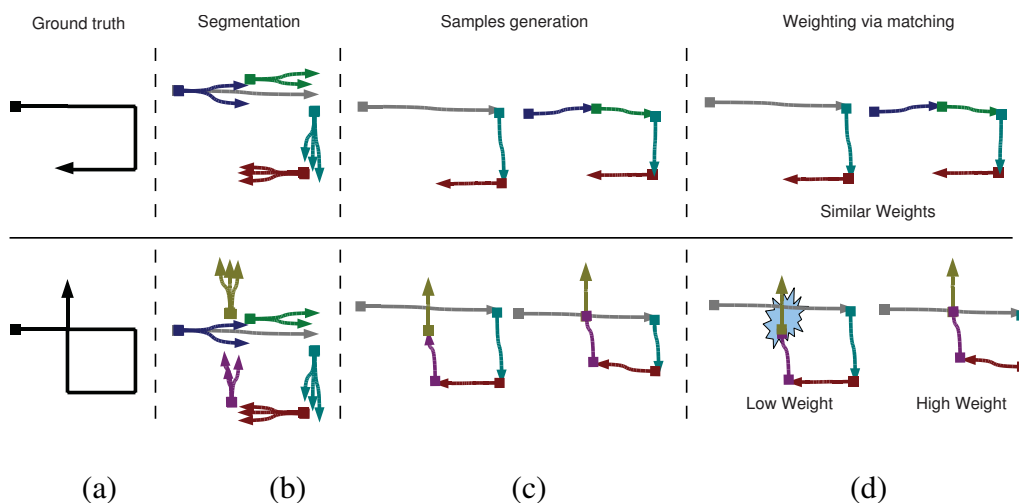 Ground truth
Segmentation
Samples generation
Weighting via matching
Similar Weights
Low Weight
High Weight
(a)
(b)
(c)
(d)